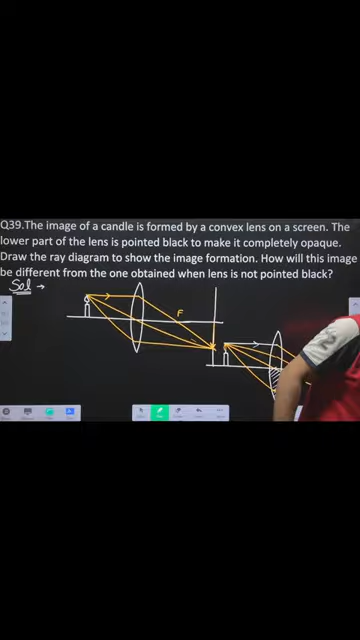 Q39.The image of a candle is formed by a convex lens on a screen. The
lower part of the lens is pointed black to make it completely opaque.
Draw the ray diagram to show the image formation. How will this image
be different from the one obtained when lens is not pointed black?
Sol →
F